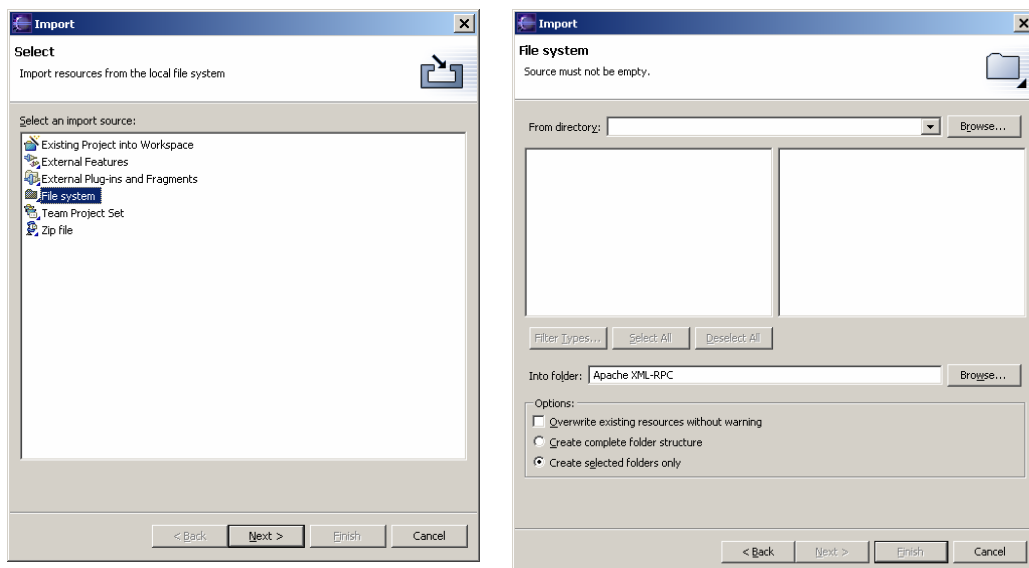 Import
Select
Import resources from the local file system
Select an import source:
Existing Project into Workspace
External Features
External Plug-ins and Fragments
File system
Team Project Set
Zip file
< Back
Next >
Finish
Cancel
Import
File system
Source must not be empty.
From directory:
Browse...
Filter Types...
Select All
Deselect All
Into folder:
Apache XML-RPC
Browse...
Options:
Overwrite existing resources without warning
Create complete folder structure
Create selected folders only
< Back
Next >
Finish
Cancel